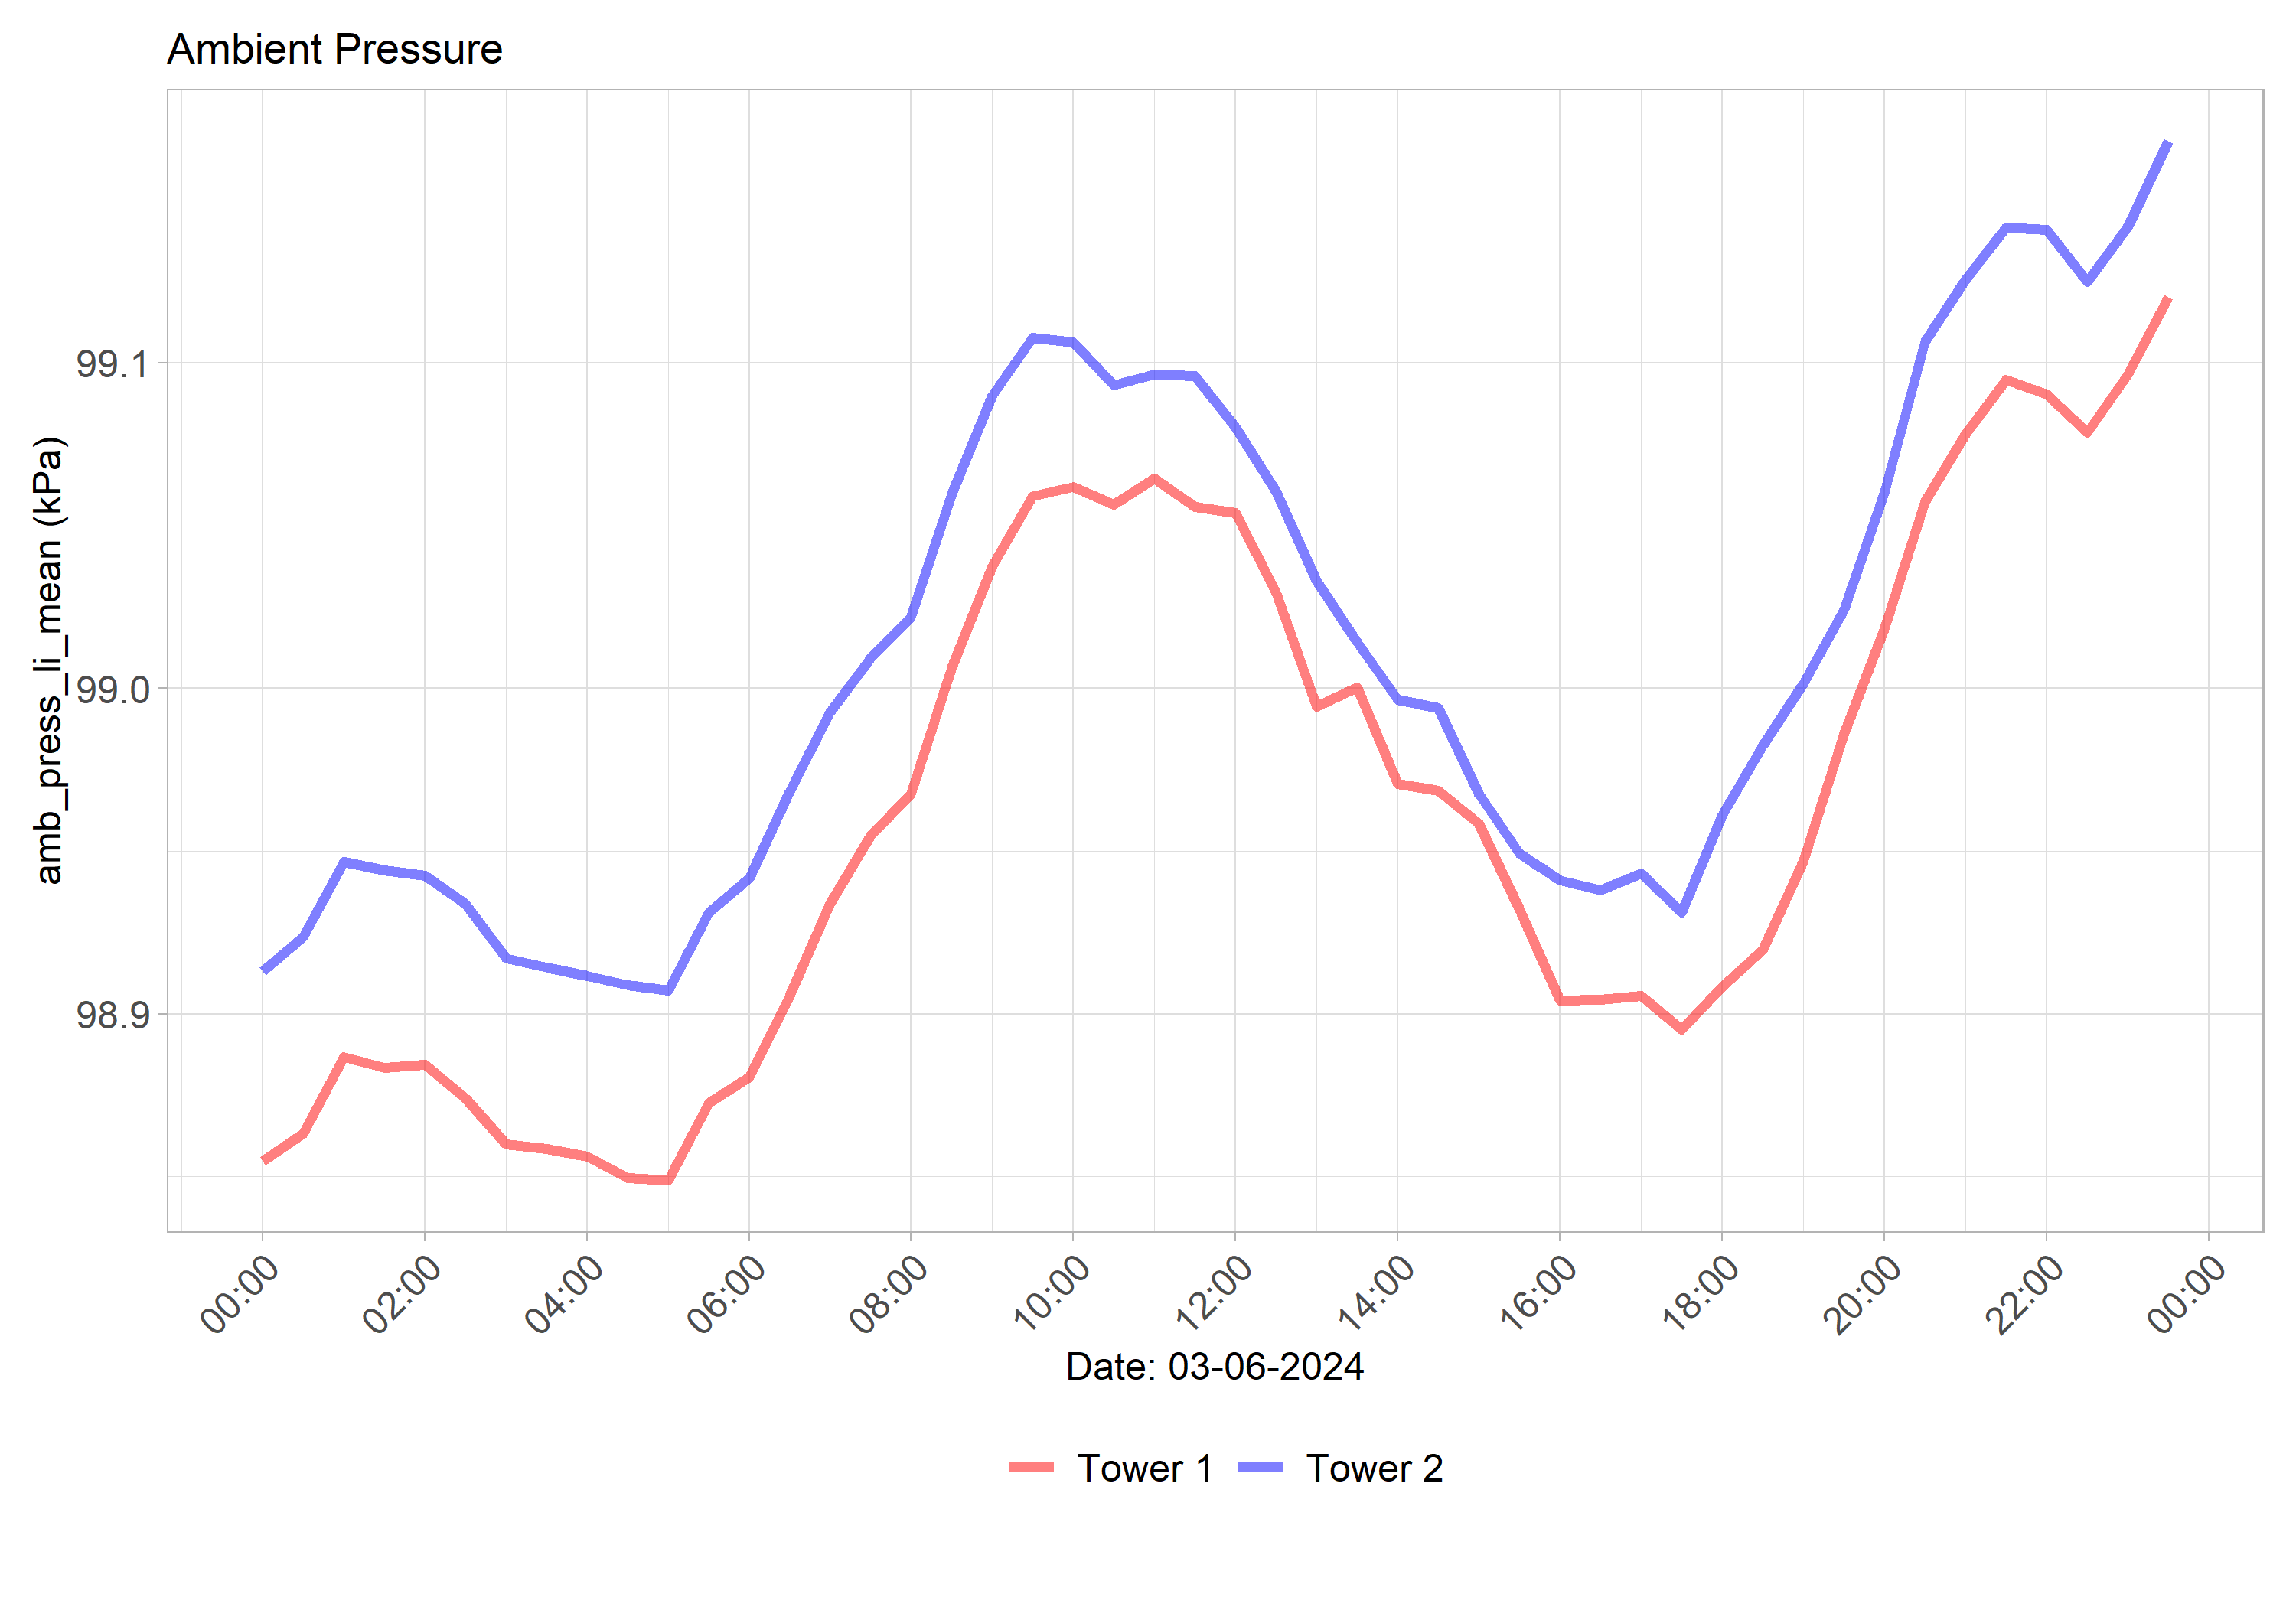 Ambient Pressure
amb_press_li_mean (kPa)
99.1
99.0
98.9
00:00 02:00 04:00 06:00 08:00 10:00 12:00 14:00 16:00 18:00 20:00 22:00 00:00
Date: 03-06-2024
Tower 1 Tower 2